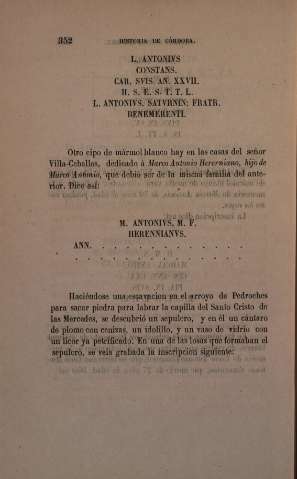 352 HISTORIA DE CÓRDOBA.
L. ANTONIVS
CONSTANS.
CAR. SVIS. AN. XXVII.
H. S. E. S. T. T. L.
L. ANTONIVS. SATVRNIN: FRATR.
BENEMERENTI.
Otro cipo de mármol blanco hay en las casas del señor
Villa-Ceballos, dedicado á Marco Antonio Herenniano, hijo de
Marco Antonio, que debió ser de la misma familia del ante-
rior. Dice así:
M. ANTONIVS, M. F.
HERENNIANVS.
ANN. . . . . . . . . . . . . .
. . . . . . . . . . . . . . .
Haciéndose una escavacion en el arroyo de Pedroches
para sacar piedra para labrar la capilla del Santo Cristo de
las Mercedes, se descubrió un sepulcro, y en él un cántaro
de plomo con cenizas, un idolillo, y un vaso de vidrio con
un licor ya petrificado. En una de las losas que formaban el
sepulcro, se veia grabada la inscripcion siguiente: